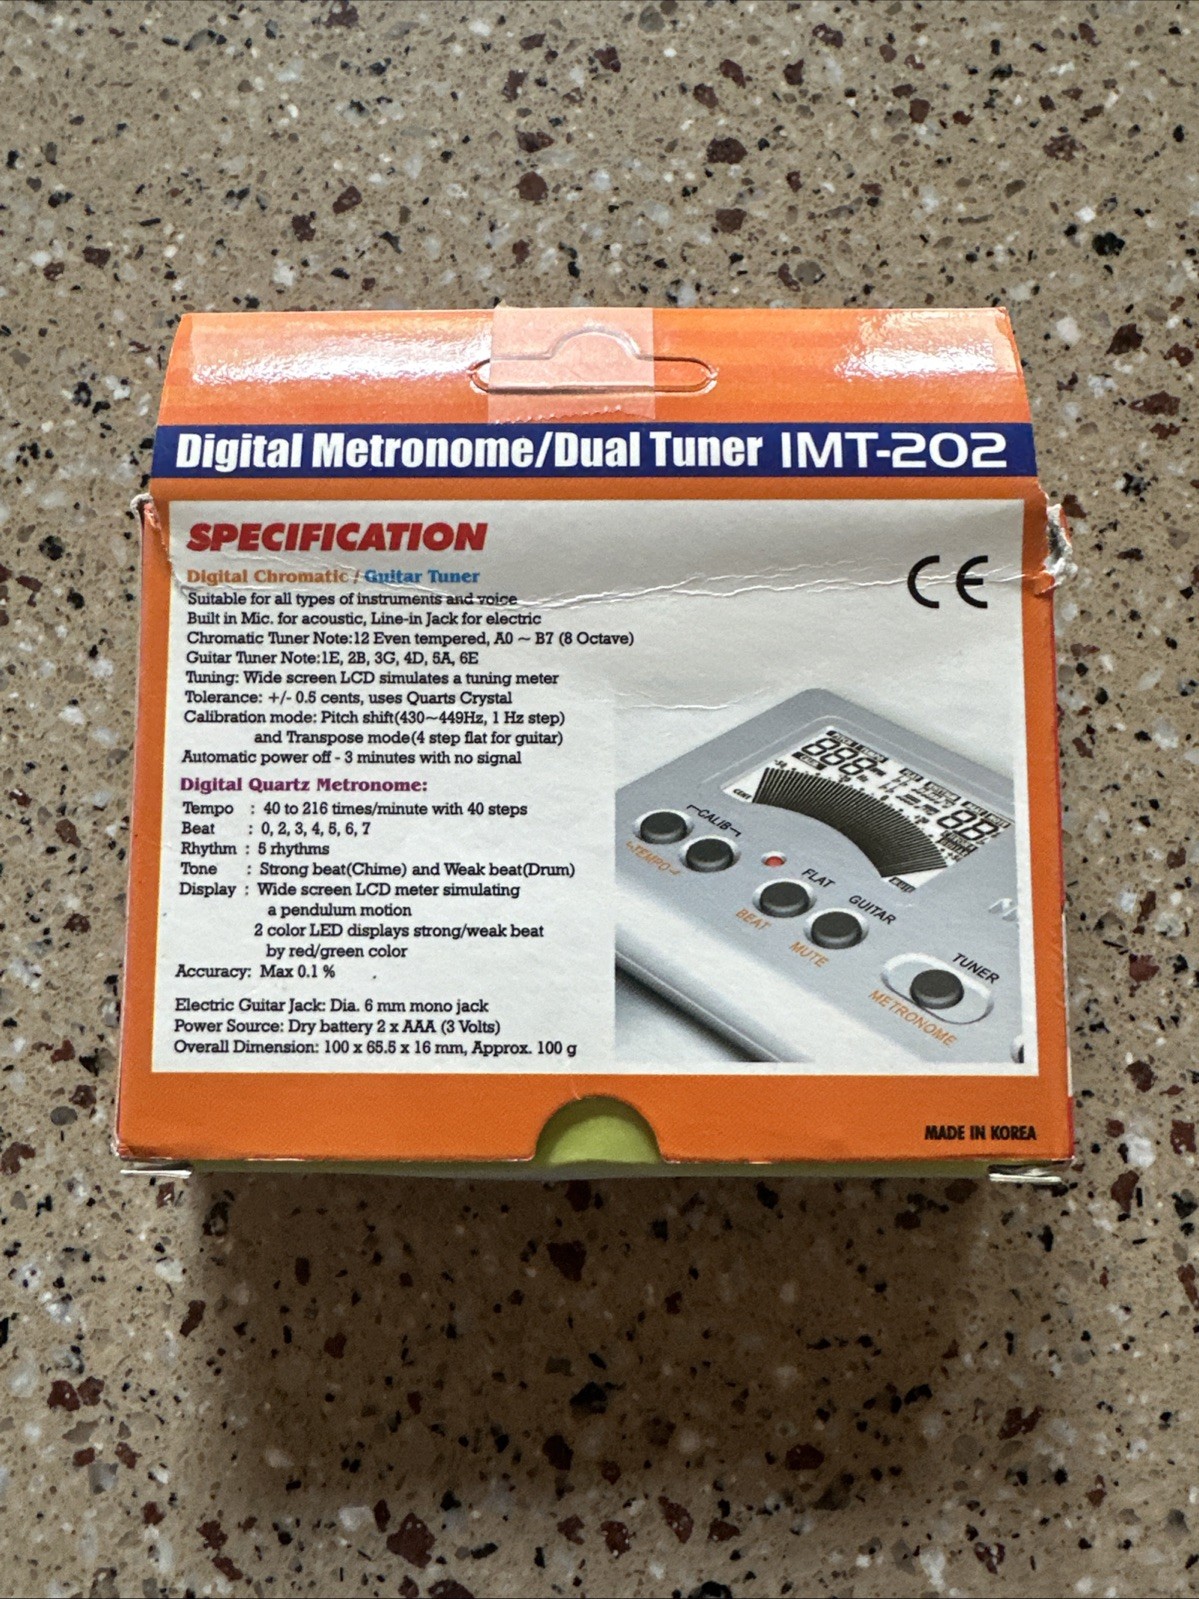 Digital Metronome/Dual Tuner IMT-202
SPECIFICATION
CE
Digital Chromatic / Guitar Tuner
Suitable for all types of instruments and voice
Built in Mic. for acoustic, Line-in Jack for electric
Chromatic Tuner Note:12 Even tempered, A0 ~ B7 (8 Octave)
Guitar Tuner Note:1E, 2B, 3G, 4D, 5A, 6E
Tuning: Wide screen LCD simulates a tuning meter
Tolerance: +/- 0.5 cents, uses Quarts Crystal
Calibration mode: Pitch shift(430~449Hz, 1 Hz step)
and Transpose mode(4 step flat for guitar)
Automatic power off - 3 minutes with no signal
Digital Quartz Metronome:
Tempo : 40 to 216 times/minute with 40 steps
Beat : 0, 2, 3, 4, 5, 6, 7
Rhythm : 5 rhythms
Tone : Strong beat(Chime) and Weak beat(Drum)
Display : Wide screen LCD meter simulating
a pendulum motion
2 color LED displays strong/weak beat
by red/green color
Accuracy: Max 0.1 %
Electric Guitar Jack: Dia. 6 mm mono jack
Power Source: Dry battery 2 x AAA (3 Volts)
Overall Dimension: 100 x 65.5 x 16 mm, Approx. 100 g
888
88
CENT
CALIB
TEMPO
FLAT
BEAT
GUITAR
MUTE
TUNER
METRONOME
MADE IN KOREA